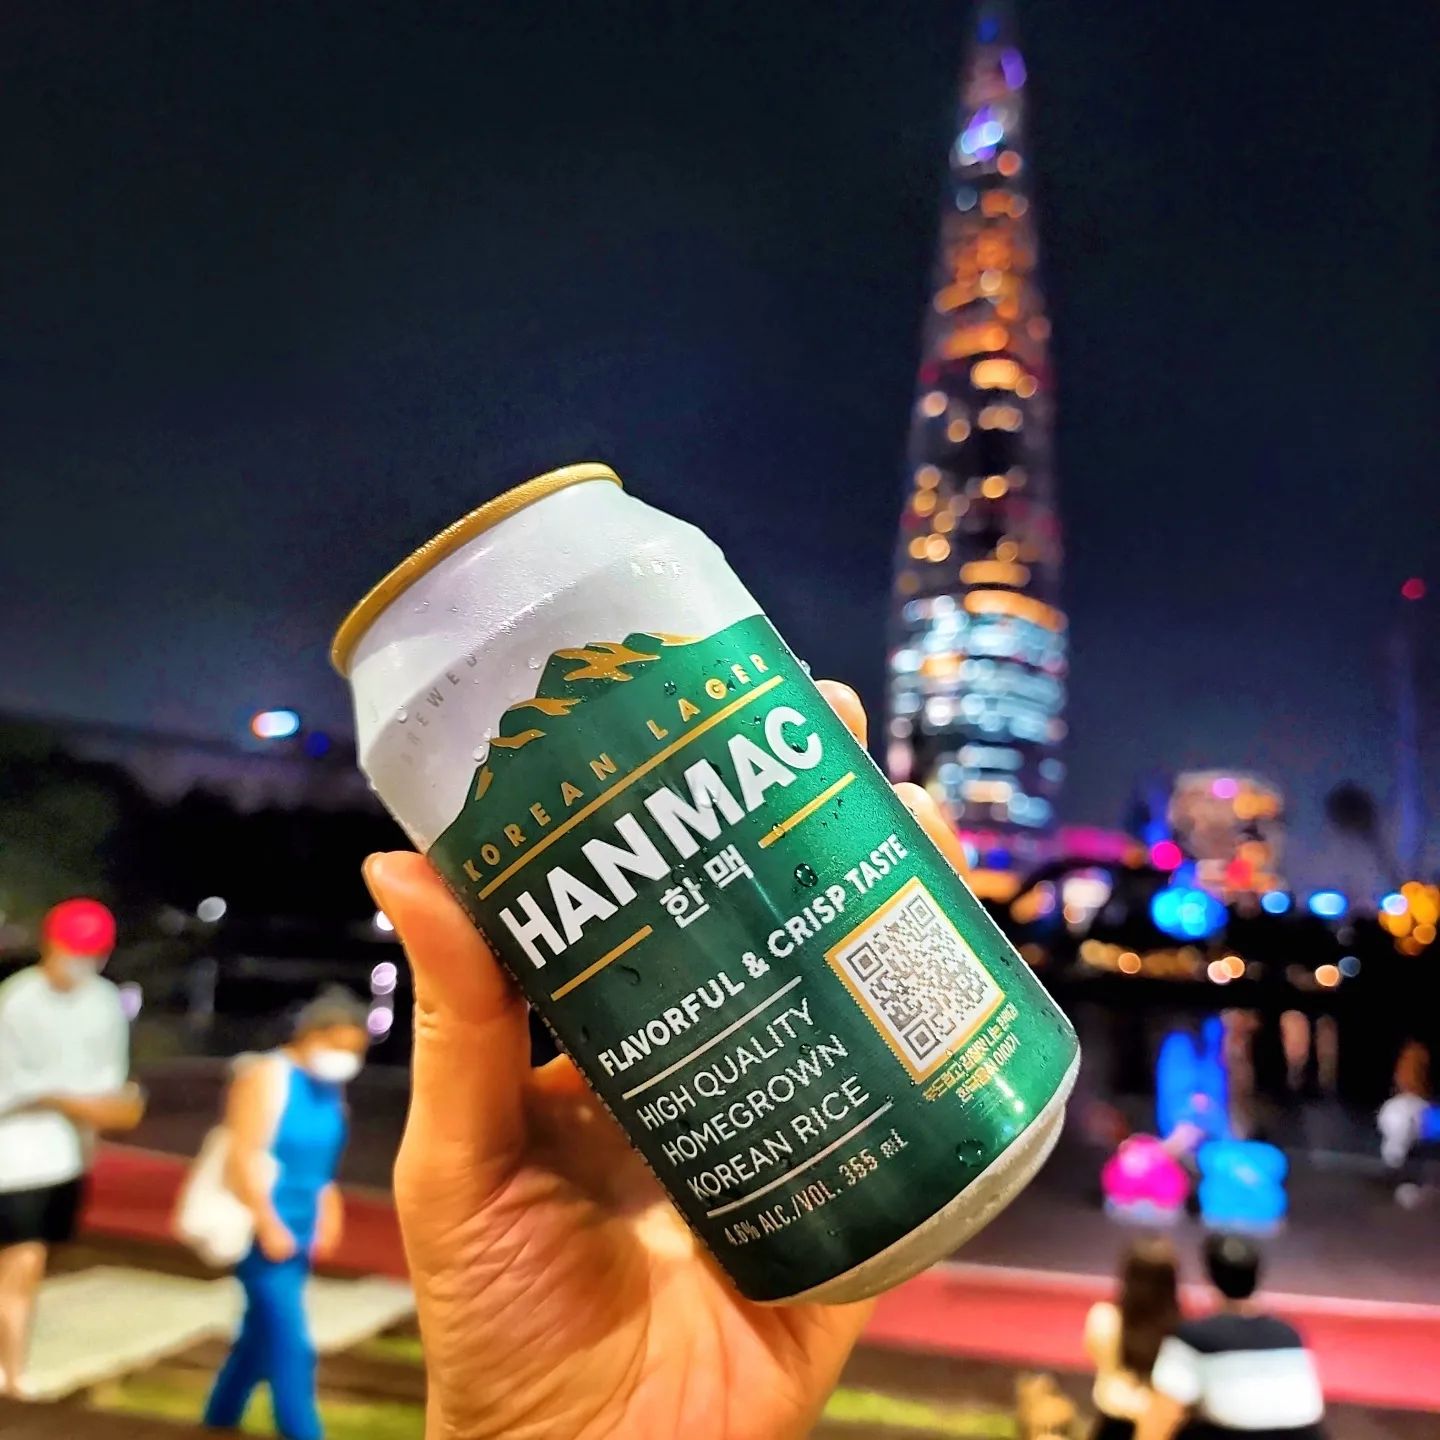 BREWED
KOREAN LAGER
HANMAC
한맥
FLAVORFUL & CRISP TASTE
HIGH QUALITY
HOMEGROWN
KOREAN RICE
4.6% ALC./VOL. 355 ml